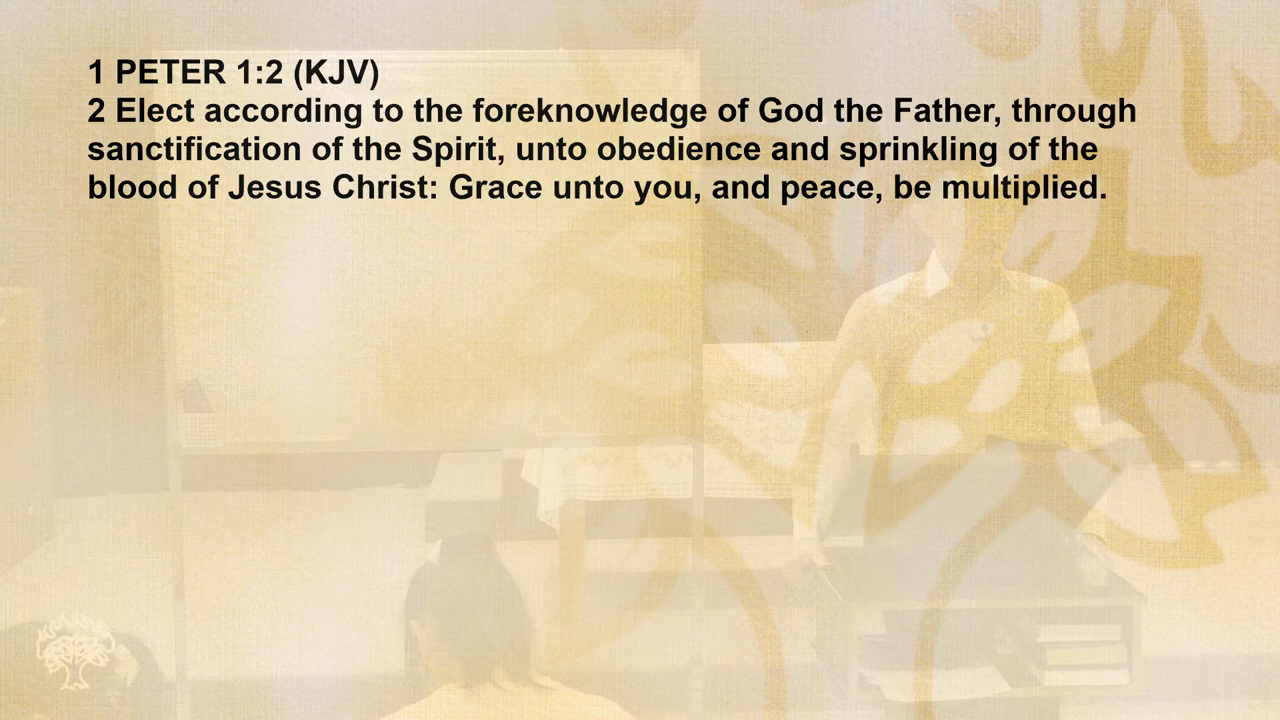 1 PETER 1:2 (KJV)
2 Elect according to the foreknowledge of God the Father, through
sanctification of the Spirit, unto obedience and sprinkling of the
blood of Jesus Christ: Grace unto you, and peace, be multiplied.